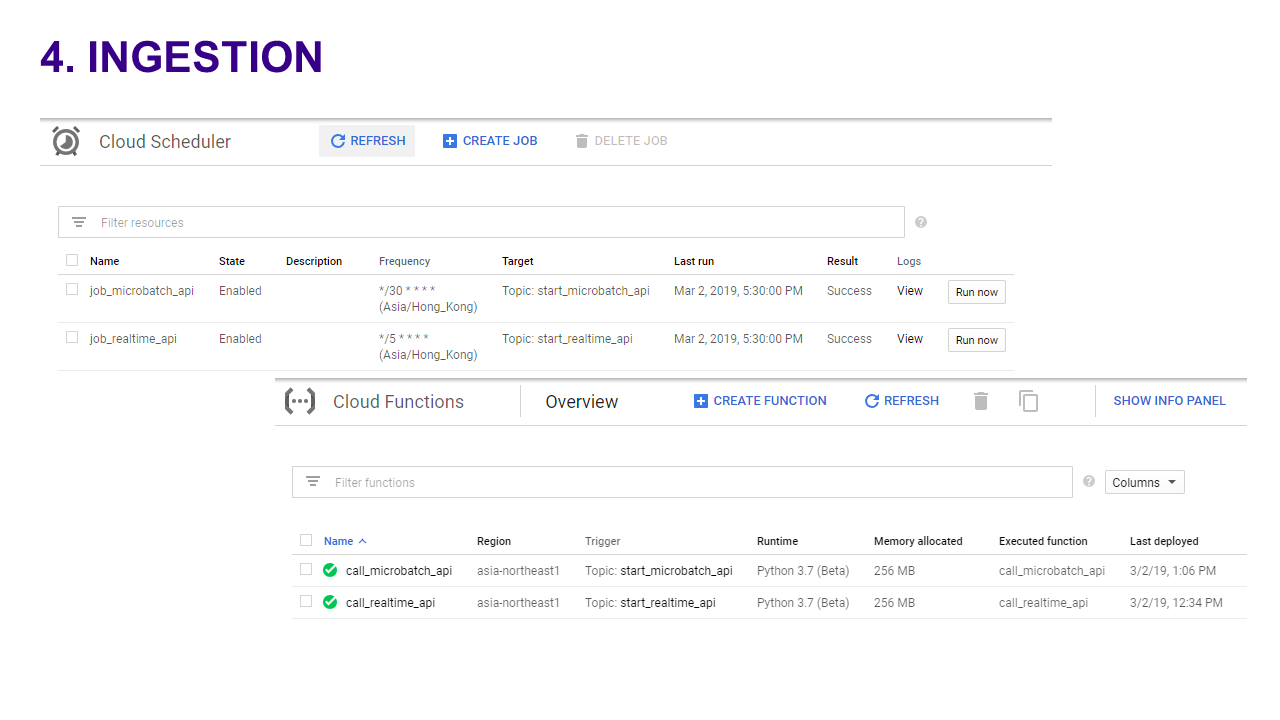 4. INGESTION
Cloud Scheduler REFRESH CREATE JOB DELETE JOB
Filter resources
Name State Description Frequency Target Last run Result Logs
job_microbatch_api Enabled */30 * * * * Topic: start_microbatch_api Mar 2, 2019, 5:30:00 PM Success View Run now
(Asia/Hong_Kong)
job_realtime_api Enabled */5 * * * * Topic: start_realtime_api Mar 2, 2019, 5:30:00 PM Success View Run now
(Asia/Hong_Kong)
Cloud Functions Overview CREATE FUNCTION REFRESH SHOW INFO PANEL
Filter functions Columns
Name Region Trigger Runtime Memory allocated Executed function Last deployed
call_microbatch_api asia-northeast1 Topic: start_microbatch_api Python 3.7 (Beta) 256 MB call_microbatch_api 3/2/19, 1:06 PM
call_realtime_api asia-northeast1 Topic: start_realtime_api Python 3.7 (Beta) 256 MB call_realtime_api 3/2/19, 12:34 PM